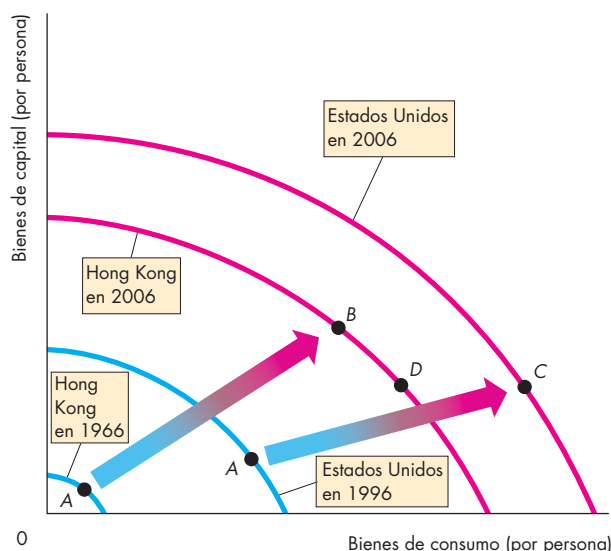 Bienes de capital (por persona)
Estados Unidos
en 2006
Hong Kong
en 2006
B
D
C
Hong
Kong
en 1966
A
A
Estados Unidos
en 1996
0
Bienes de consumo (por persona)